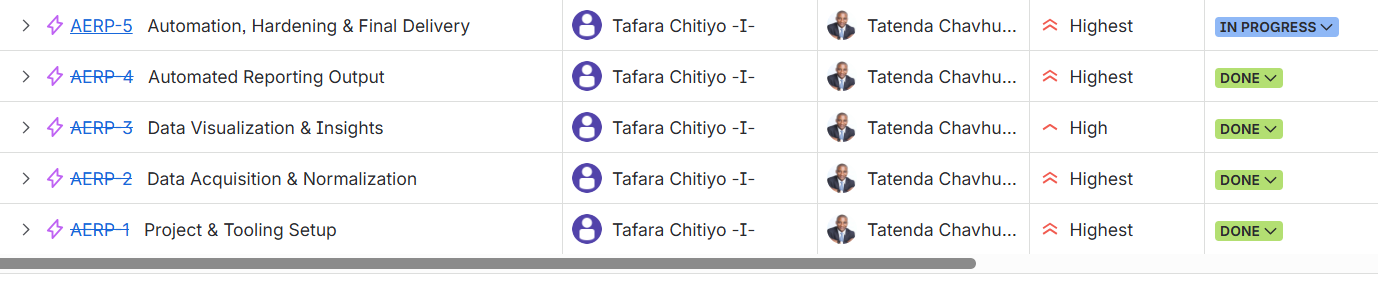 AERP-5 Automation, Hardening & Final Delivery Tafara Chitiyo -I- Tatenda Chavhu... Highest IN PROGRESS
AERP-4 Automated Reporting Output Tafara Chitiyo -I- Tatenda Chavhu... Highest DONE
AERP-3 Data Visualization & Insights Tafara Chitiyo -I- Tatenda Chavhu... High DONE
AERP-2 Data Acquisition & Normalization Tafara Chitiyo -I- Tatenda Chavhu... Highest DONE
AERP-1 Project & Tooling Setup Tafara Chitiyo -I- Tatenda Chavhu... Highest DONE